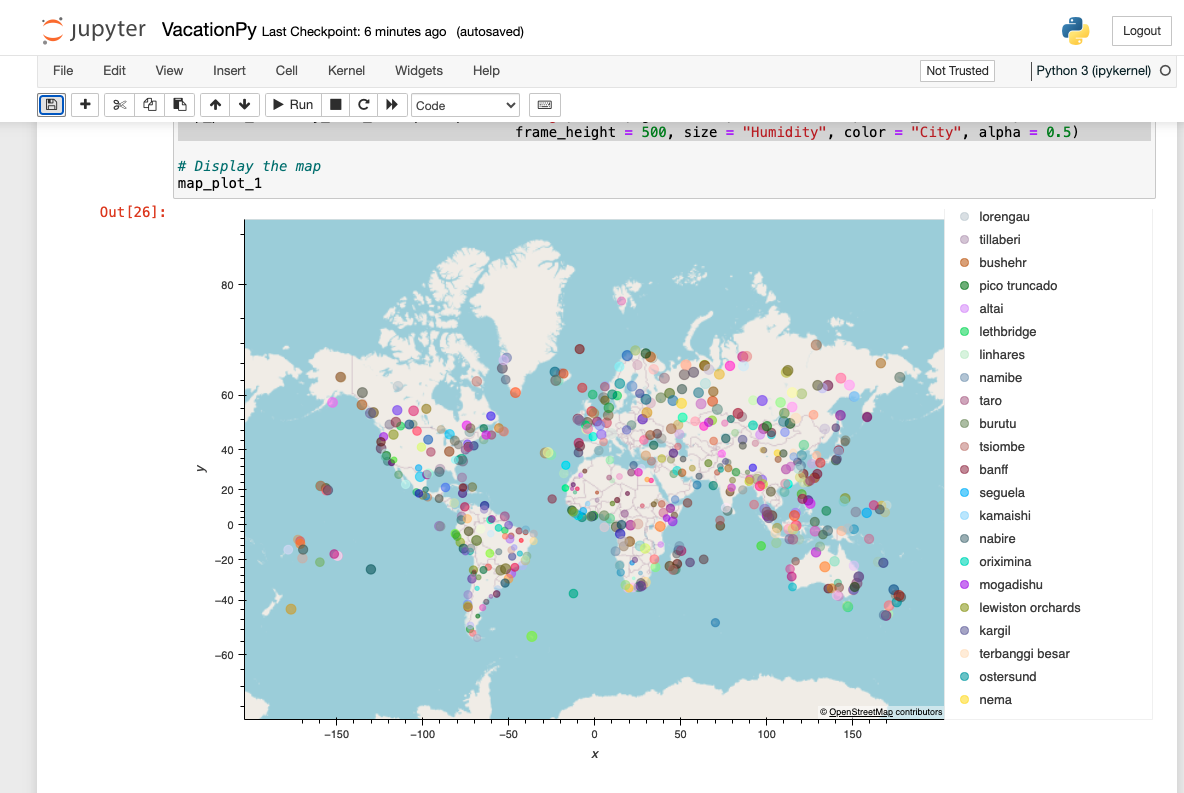 jupyter VacationPy Last Checkpoint: 6 minutes ago (autosaved)
Logout
File Edit View Insert Cell Kernel Widgets Help
Not Trusted
Python 3 (ipykernel)
Run
Code
frame_height = 500, size = "Humidity", color = "City", alpha = 0.5)
# Display the map
map_plot_1
Out[26]:
lorengau
tillaberi
bushehr
pico truncado
altai
lethbridge
linhares
namibe
taro
burutu
tsiombe
banff
seguela
kamaishi
nabire
oriximina
mogadishu
lewiston orchards
kargil
terbanggi besar
ostersund
nema
80
60
40
20
0
−20
−40
−60
y
© OpenStreetMap contributors
−150
−100
−50
0
50
100
150
x